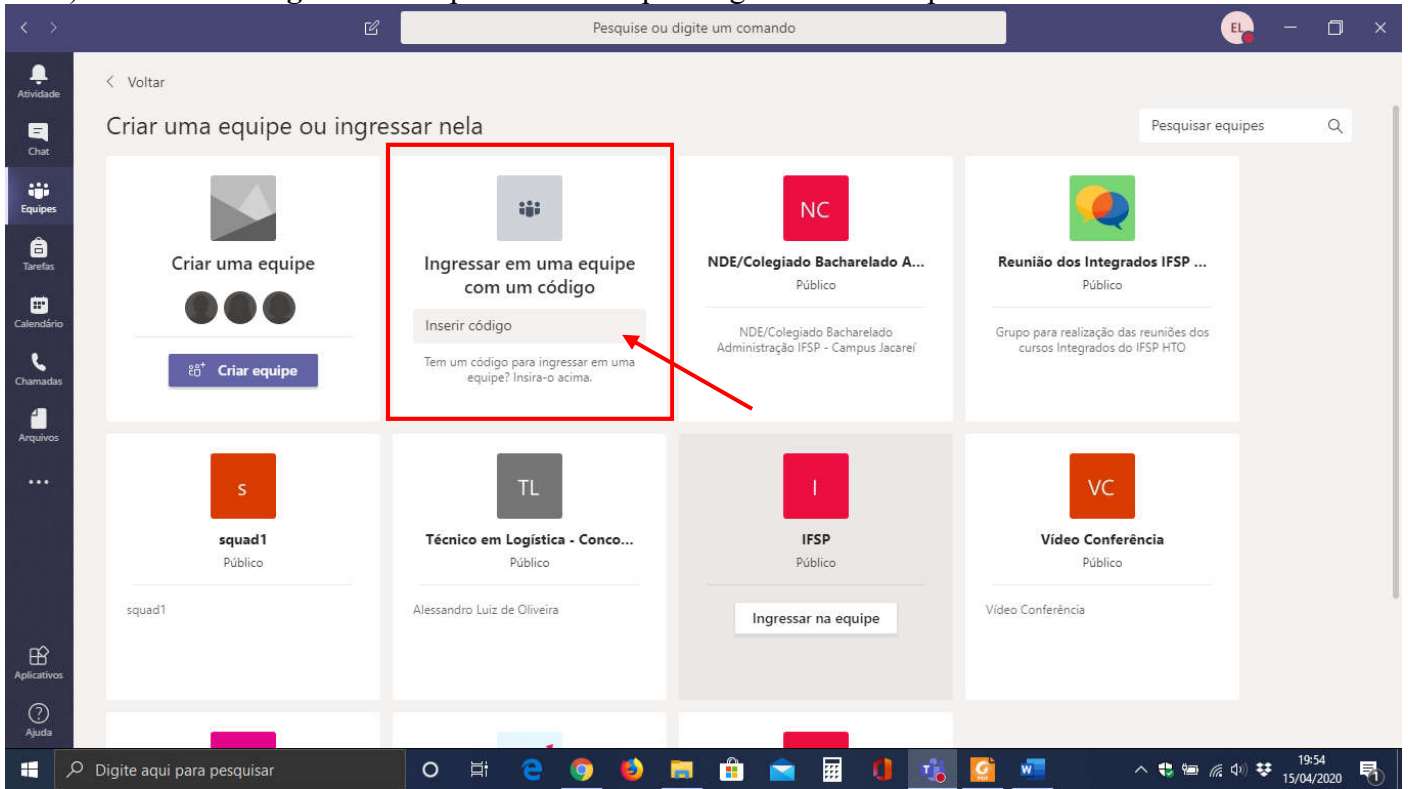 Pesquise ou digite um comando
EL
Atividade
Chat
Equipes
Tarefas
Calendário
Chamadas
Arquivos
Aplicativos
Ajuda
Voltar
Criar uma equipe ou ingressar nela
Pesquisar equipes
Criar uma equipe
Criar equipe
Ingressar em uma equipe
com um código
Inserir código
Tem um código para ingressar em uma
equipe? Insira-o acima.
NC
NDE/Colegiado Bacharelado A...
Público
NDE/Colegiado Bacharelado
Administração IFSP - Campus Jacareí
Reunião dos Integrados IFSP ...
Público
Grupo para realização das reuniões dos
cursos Integrados do IFSP HTO
s
squad1
Público
squad1
TL
Técnico em Logística - Conco...
Público
Alessandro Luiz de Oliveira
I
IFSP
Público
Ingressar na equipe
VC
Vídeo Conferência
Público
Vídeo Conferência
Digite aqui para pesquisar
19:54
15/04/2020